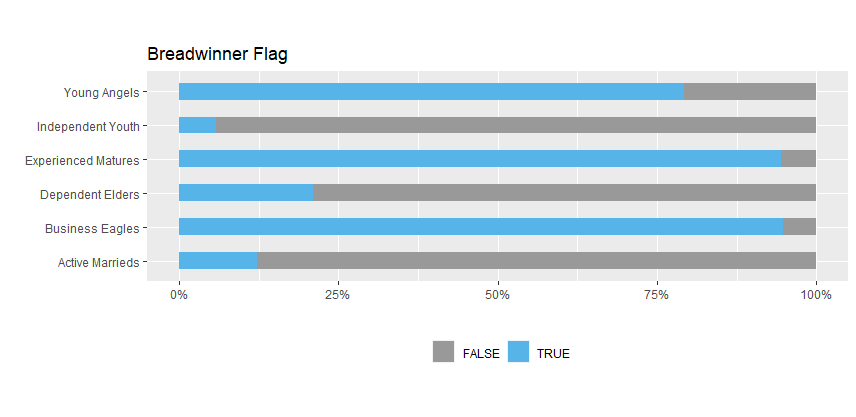 Breadwinner Flag
Young Angels
Independent Youth
Experienced Matures
Dependent Elders
Business Eagles
Active Marrieds
0% 25% 50% 75% 100%
FALSE TRUE